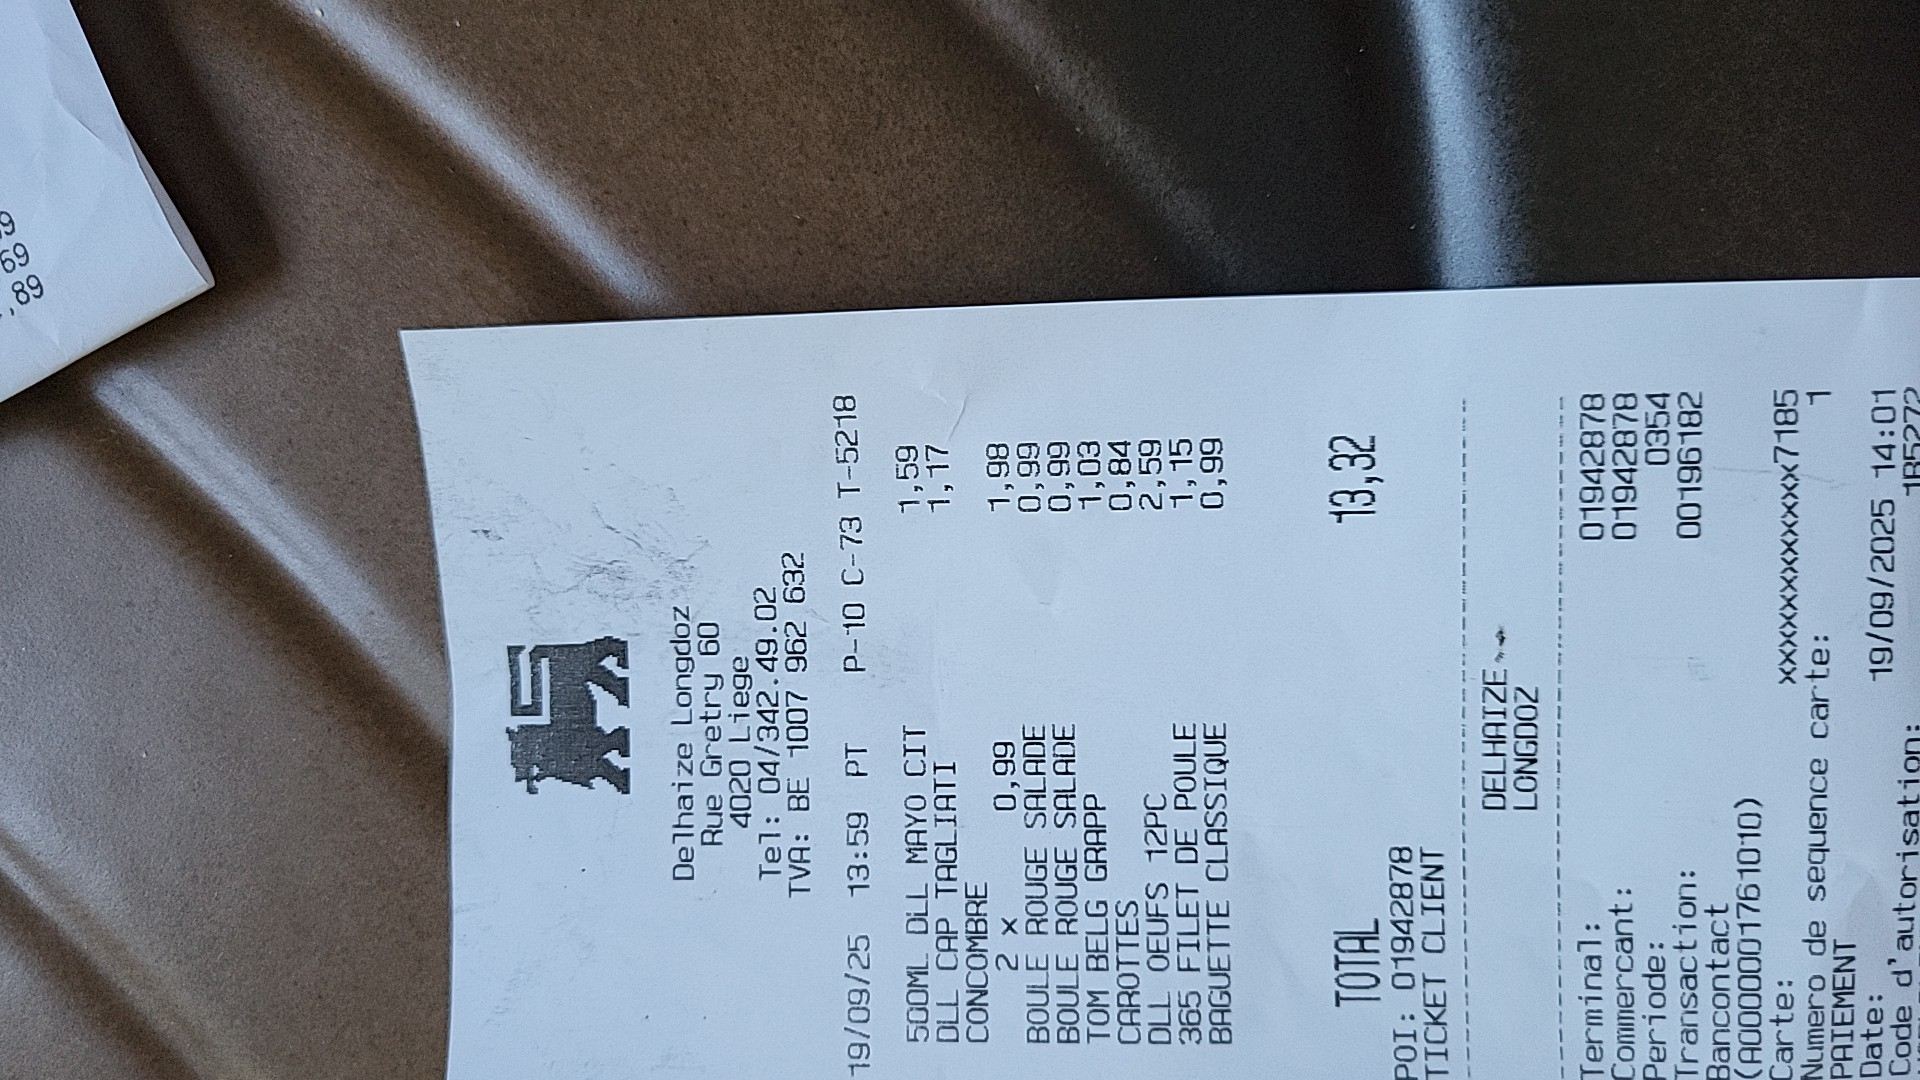 9
69
,89
Delhaize Longdoz
Rue Gretry 60
4020 Liege
Tel: 04/342.49.02
TVA: BE 1007 962 632
19/09/25 13:59 PT P-10 C-73 T-5218
500ML DLL MAYO CIT 1,59
DLL CAP TAGLIATI 1,17
CONCOMBRE
2 x 0,99 1,98
BOULE ROUGE SALADE 0,99
BOULE ROUGE SALADE 0,99
TOM BELG GRAPP 1,03
CAROTTES 0,84
DLL OEUFS 12PC 2,59
365 FILET DE POULE 1,15
BAGUETTE CLASSIQUE 0,99
TOTAL 13,32
POI: 01942878
TICKET CLIENT
DELHAIZE
LONGDOZ
Terminal: 01942878
Commercant: 01942878
Periode: 0354
Transaction: 00196182
Bancontact
(A0000001761010)
Carte: xxxxxxxxxxxxx7185
Numero de sequence carte: 1
PAIEMENT
Date: 19/09/2025 14:01
Code d'autorisation: 1B5272